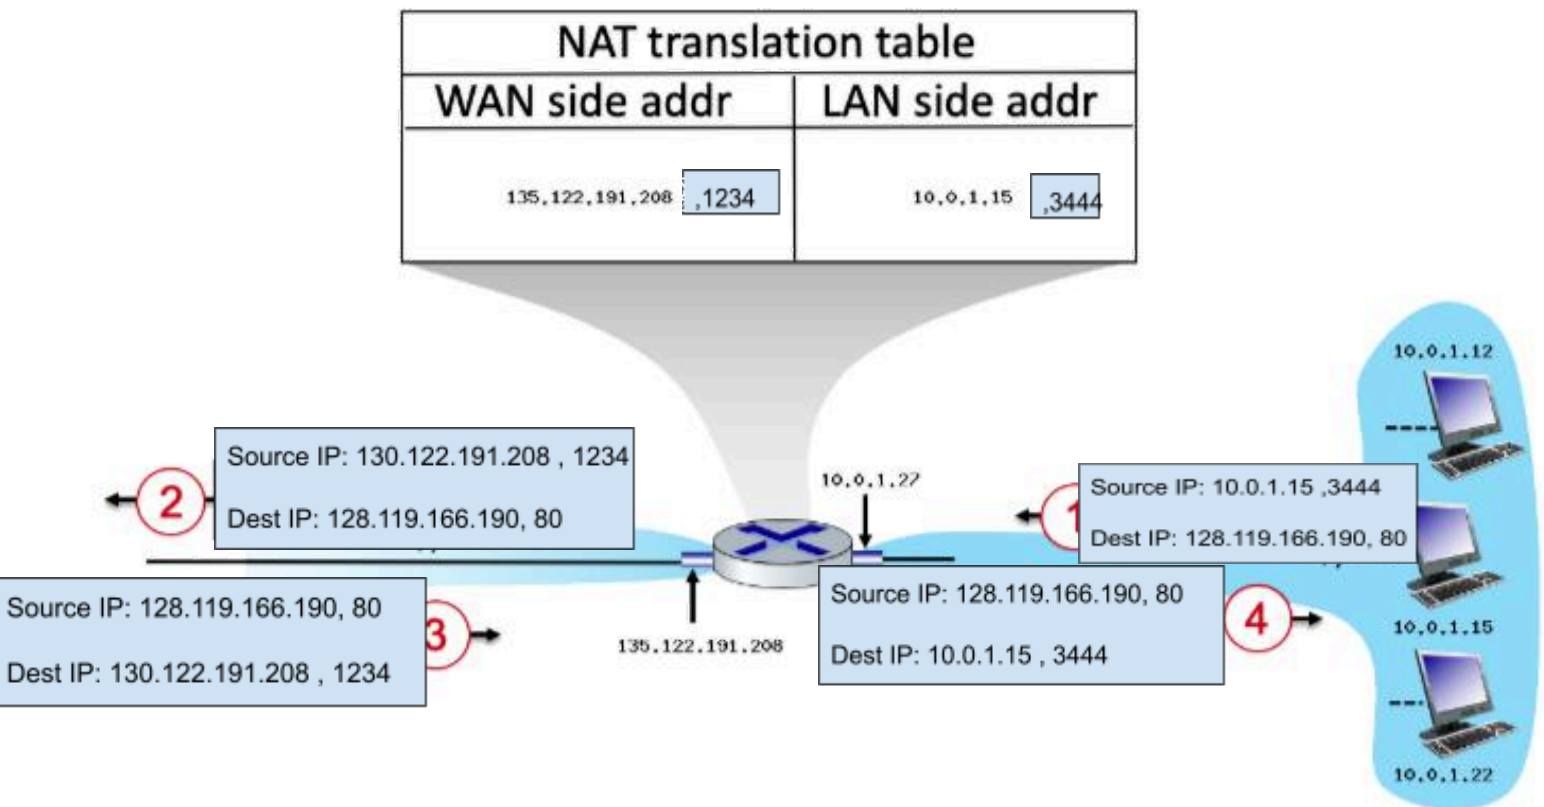 NAT translation table
WAN side addr LAN side addr
135.122.191.208 ,1234 10.0.1.15 ,3444
10.0.1.12
Source IP: 130.122.191.208 , 1234
2
Dest IP: 128.119.166.190, 80
10.0.1.27
Source IP: 10.0.1.15 ,3444
1
Dest IP: 128.119.166.190, 80
Source IP: 128.119.166.190, 80
3
Dest IP: 130.122.191.208 , 1234
135.122.191.208
Source IP: 128.119.166.190, 80
4
Dest IP: 10.0.1.15 , 3444
10.0.1.15
10.0.1.22